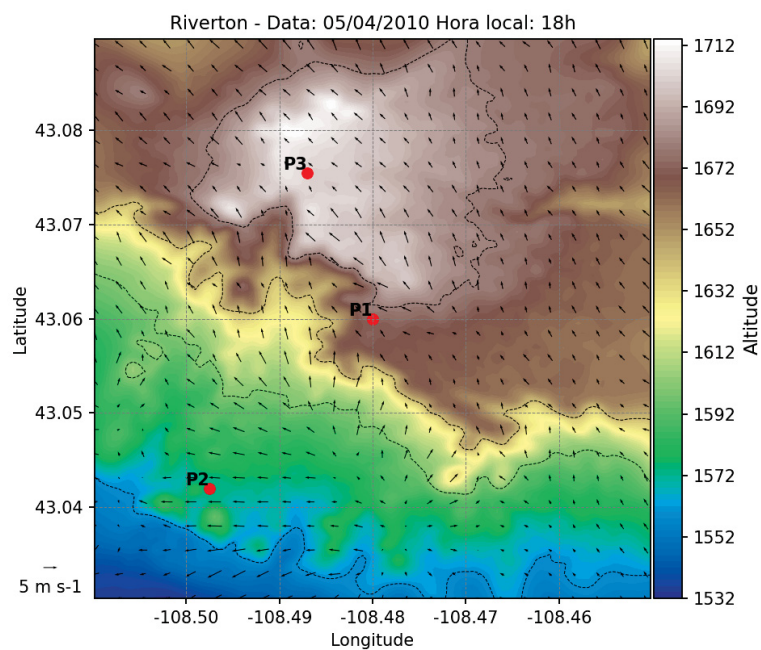 Riverton - Data: 05/04/2010 Hora local: 18h
1712
1692
1672
1652
1632
1612
1592
1572
1552
1532
Altitude
43.08
43.07
43.06
43.05
43.04
Latitude
P3
P1
P2
5 m s-1
-108.50
-108.49
-108.48
-108.47
-108.46
Longitude